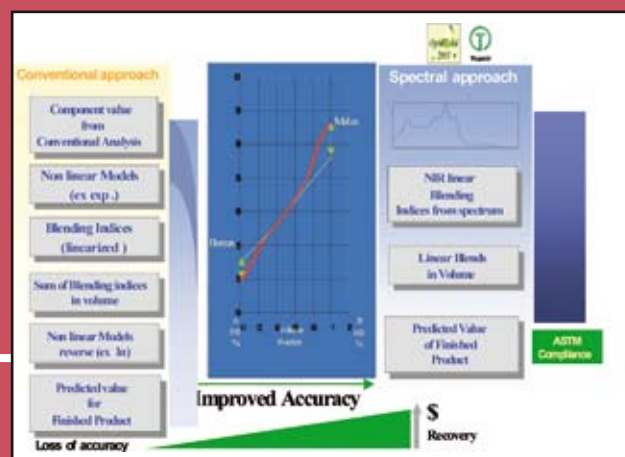 Conventional approach
Component value
from
Conventional Analysis
Non linear Models
(ex exp.)
Blending Indices
(linearized )
Sum of Blending indices
in volume
Non linear Models
reverse (ex. ln)
Predicted value
for
Finished Product
Loss of accuracy
Improved Accuracy
$
Recovery
Spectral approach
NIR linear
Blending
Indices from spectrum
Linear Blends
in Volume
Predicted Value
of Finished
Product
ASTM
Compliance